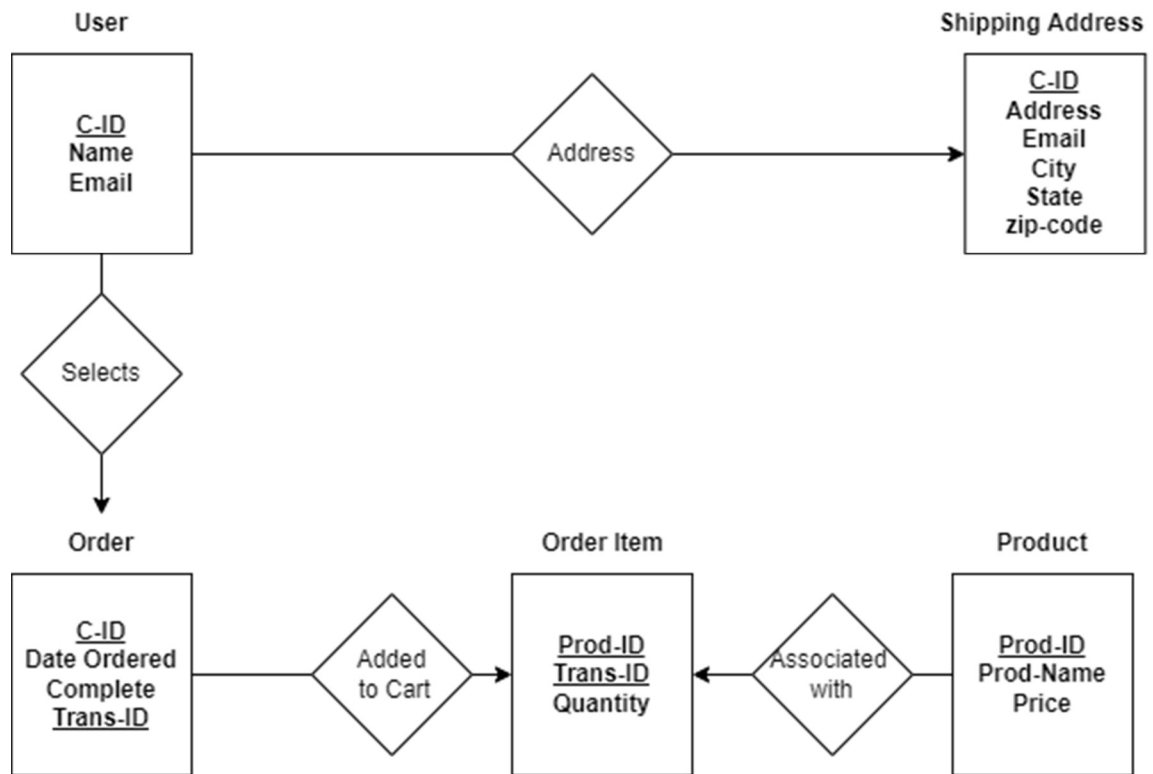 User
C-ID
Name
Email
Address
Shipping Address
C-ID
Address
Email
City
State
zip-code
Selects
Order
C-ID
Date Ordered
Complete
Trans-ID
Added
to Cart
Order Item
Prod-ID
Trans-ID
Quantity
Associated
with
Product
Prod-ID
Prod-Name
Price